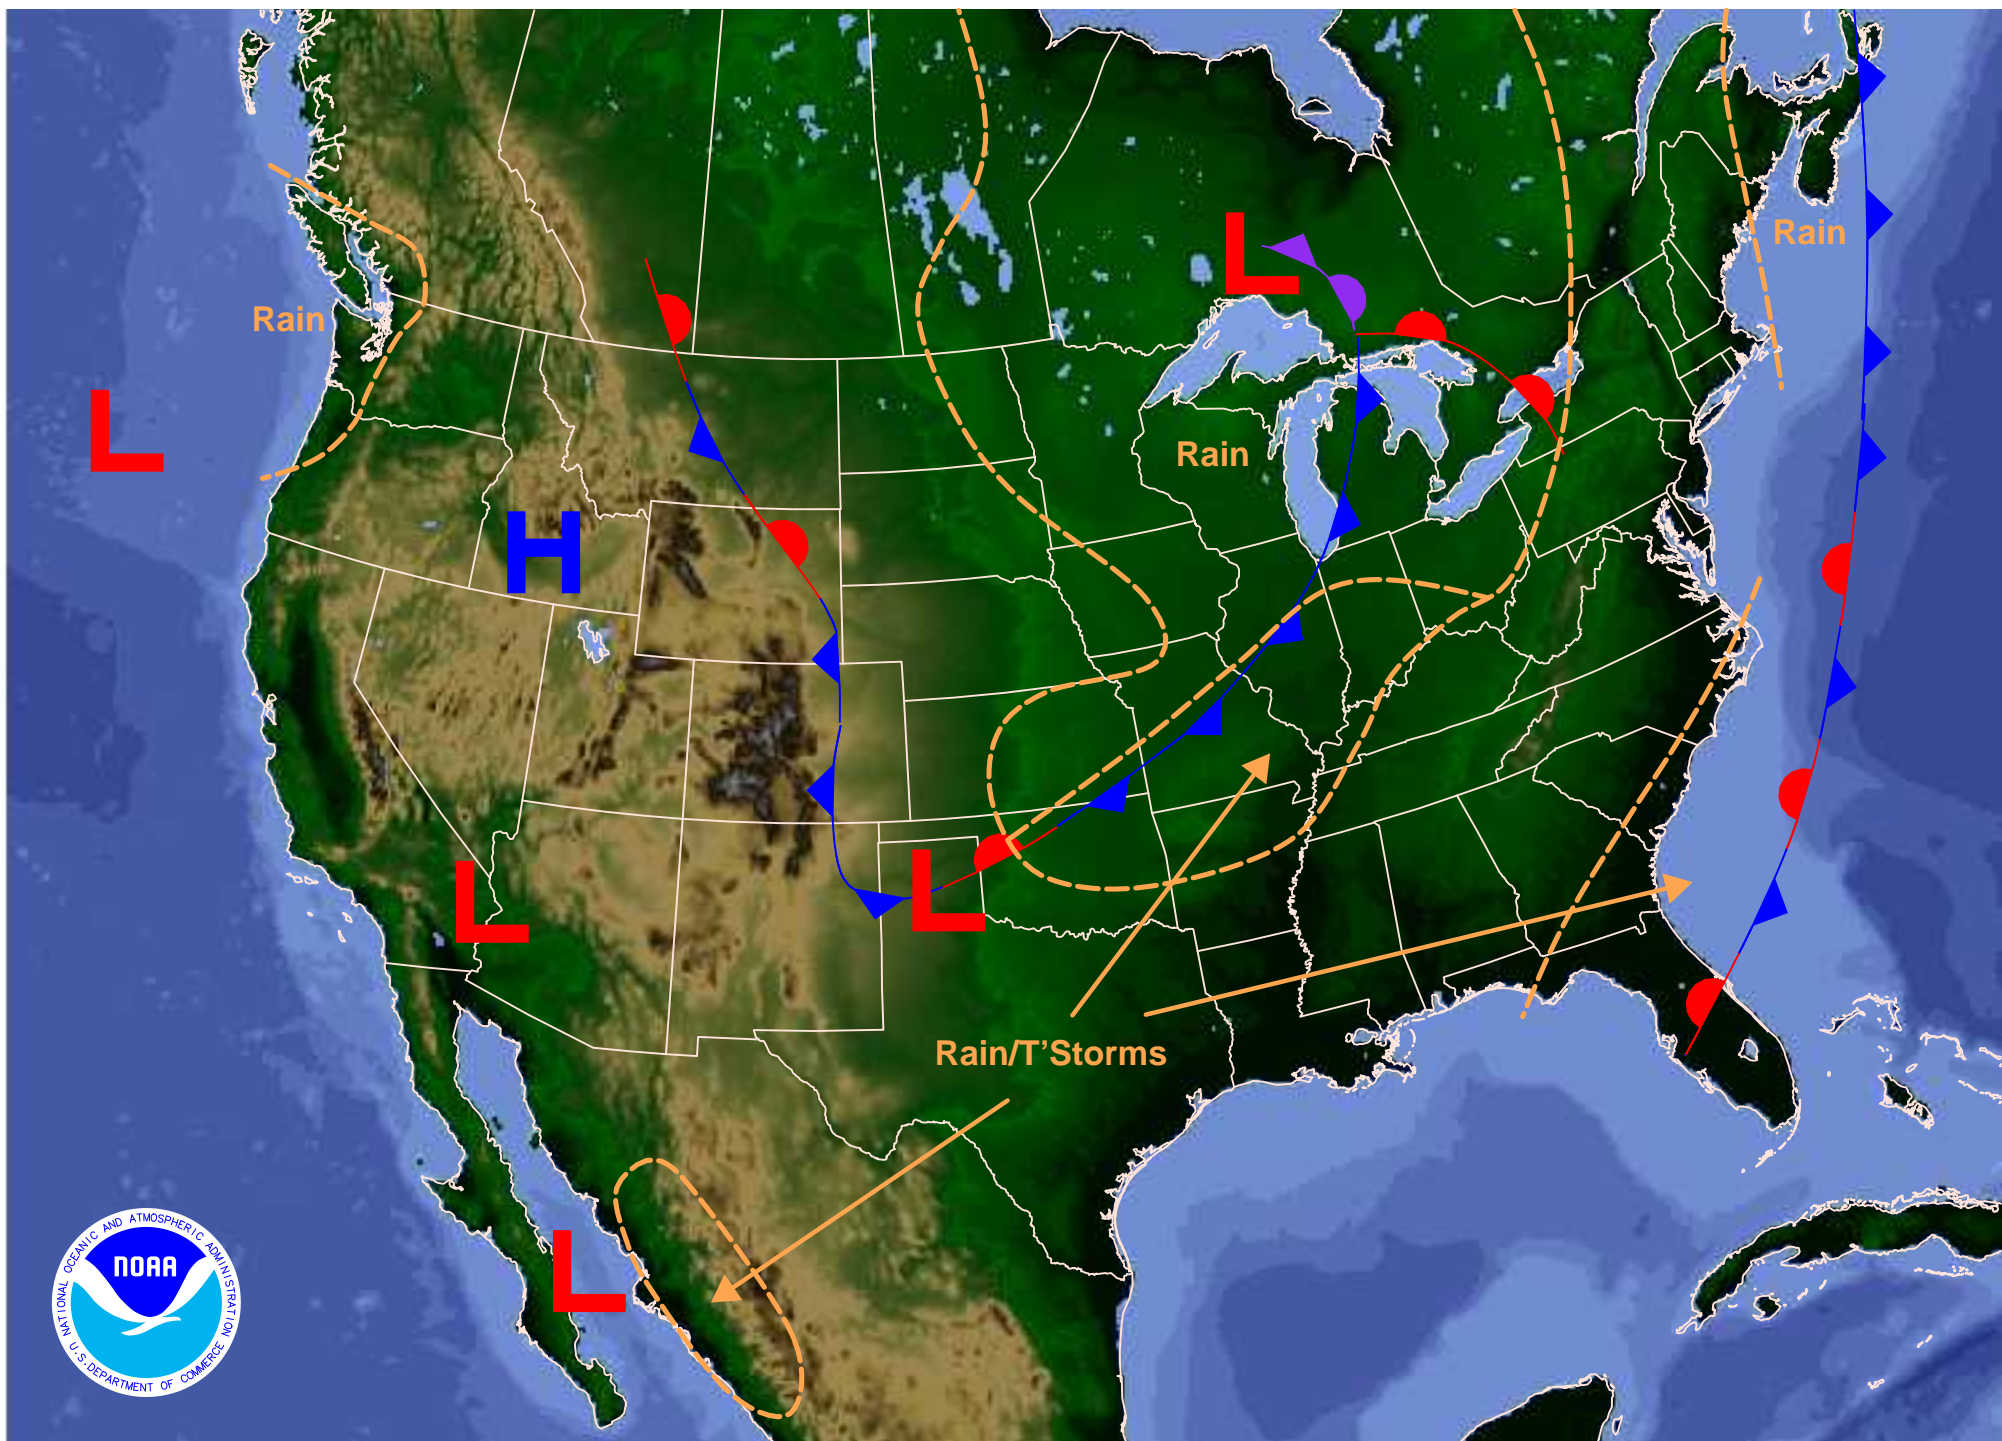 Rain
L
Rain
L
Rain
H
L
L
Rain/T’Storms
L
NOAA
NATIONAL OCEANIC AND ATMOSPHERIC ADMINISTRATION
U.S. DEPARTMENT OF COMMERCE